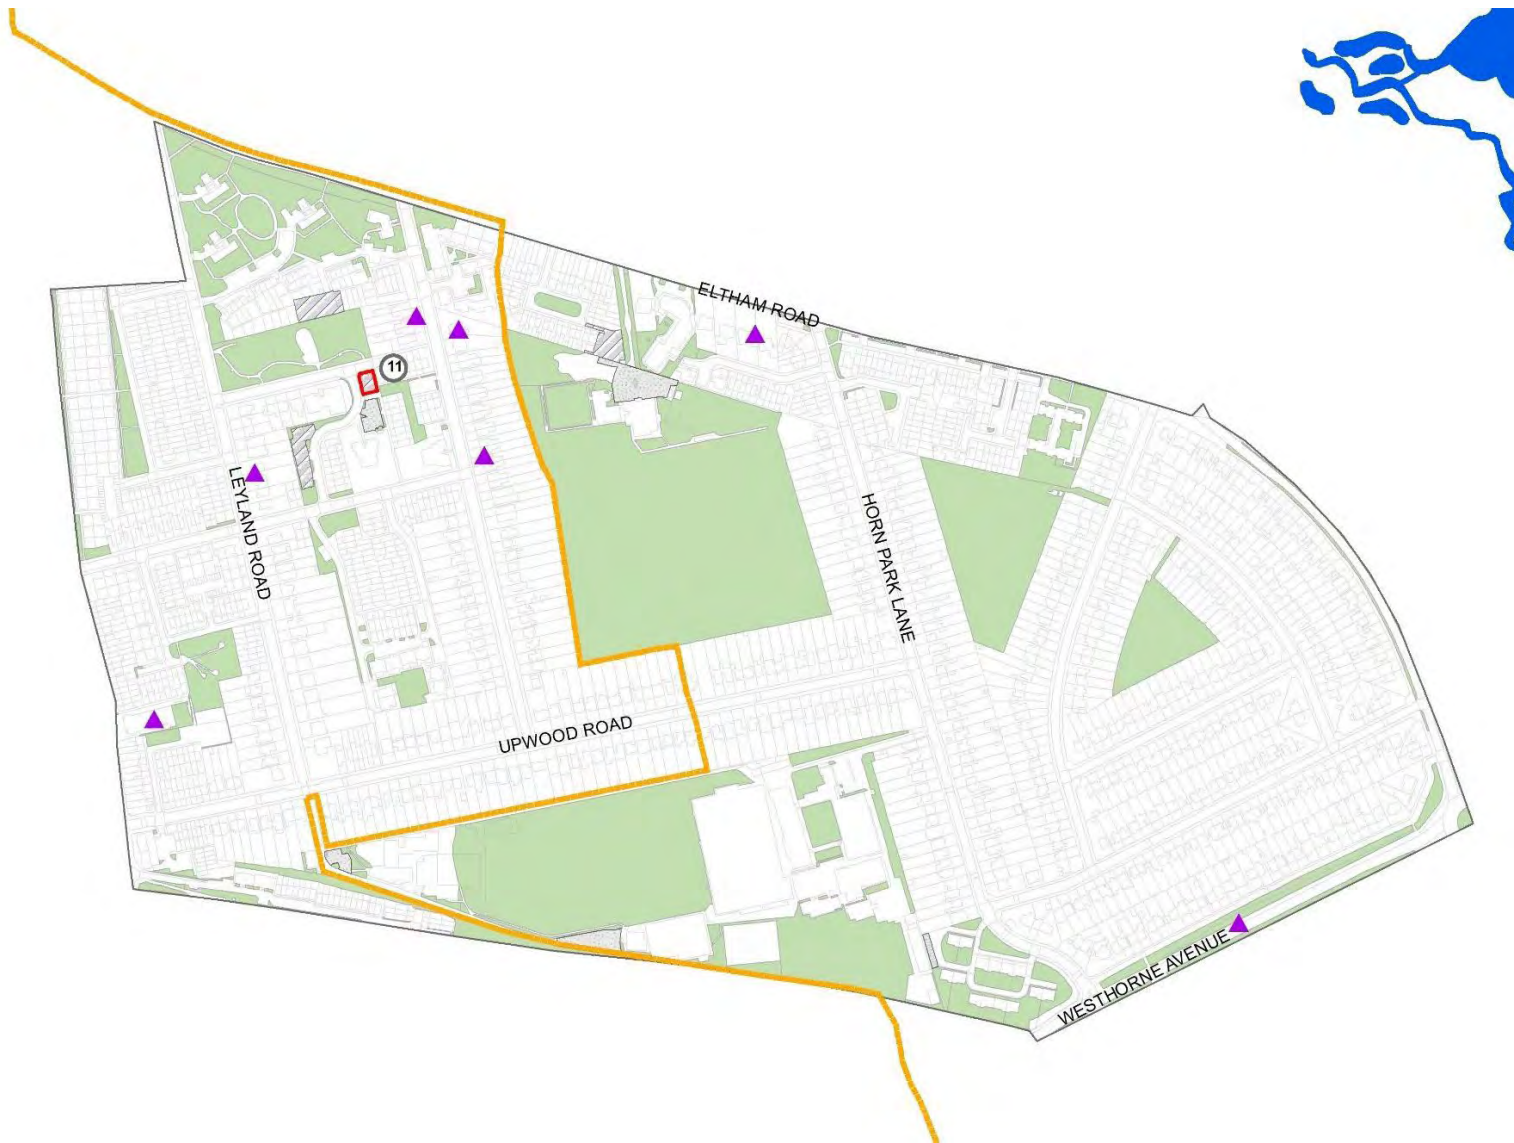 ELTHAM ROAD
11
LEYLAND ROAD
HORN PARK LANE
UPWOOD ROAD
WESTHORNE AVENUE